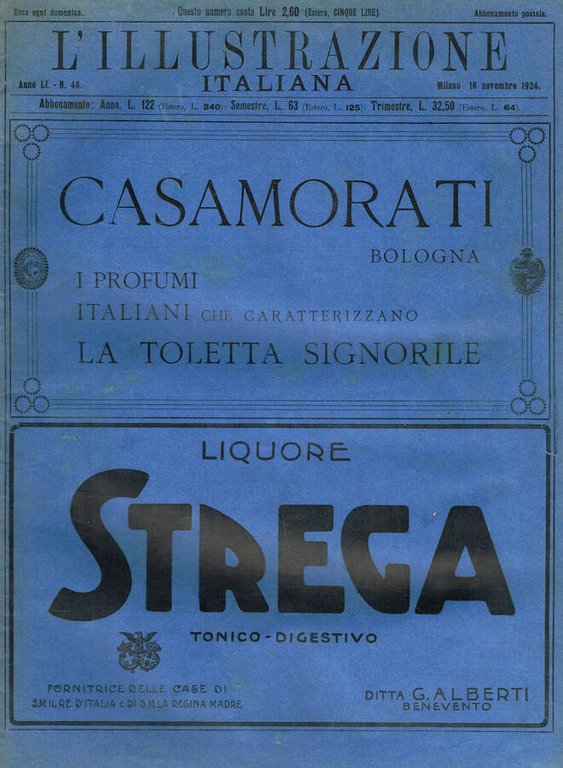 Esce ogni domenica. Questo numero costa Lire 2,60 (Estero, CINQUE LIRE). Abbonamento postale.
L'ILLUSTRAZIONE
Anno LI. - N. 46. ITALIANA Milano 16 novembre 1924.
Abbonamento: Anno, L. 122 (Estero, L. 240); Semestre, L. 63 (Estero, L. 125); Trimestre, L. 32,50 (Estero, L. 64).
CASAMORATI
BOLOGNA
I PROFUMI
ITALIANI CHE CARATTERIZZANO
LA TOLETTA SIGNORILE
LIQUORE
STREGA
TONICO-DIGESTIVO
FORNITRICE DELLE CASE DI
S.M. IL RE D'ITALIA E DI S.M. LA REGINA MADRE
DITTA G. ALBERTI
BENEVENTO